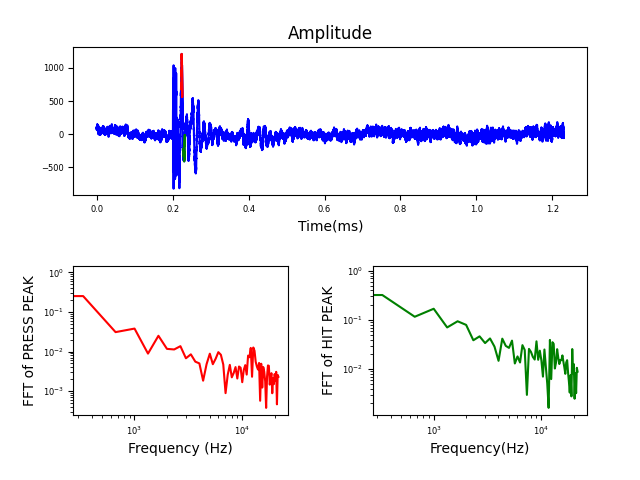 Amplitude
1000
500
0
−500
0.0 0.2 0.4 0.6 0.8 1.0 1.2
Time(ms)
FFT of PRESS PEAK
10⁰
10⁻¹
10⁻²
10⁻³
10³ 10⁴
Frequency (Hz)
FFT of HIT PEAK
10⁰
10⁻¹
10⁻²
10³ 10⁴
Frequency(Hz)